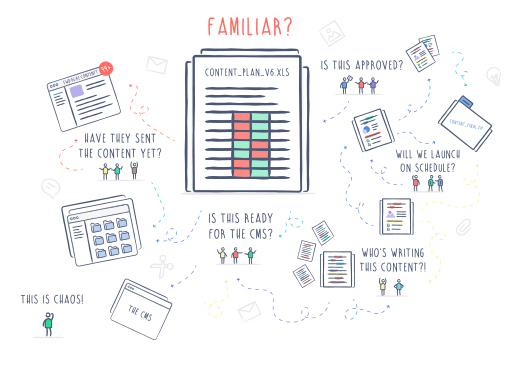 FAMILIAR?
CONTENT_PLAN_V6.XLS
IS THIS APPROVED?
99+
HAVE THEY SENT
THE CONTENT YET?
WILL WE LAUNCH
ON SCHEDULE?
IS THIS READY
FOR THE CMS?
WHO'S WRITING
THIS CONTENT?!
THIS IS CHAOS!
THE CMS